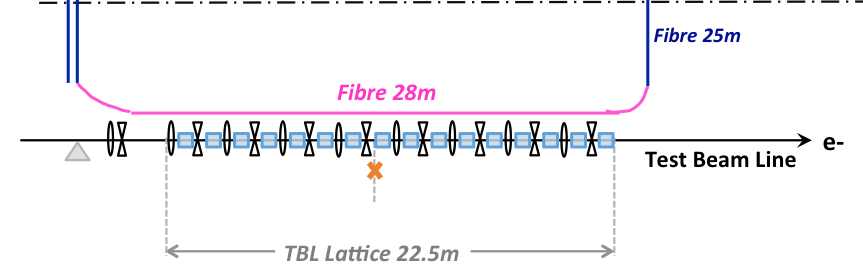 Fibre 25m
Fibre 28m
e-
Test Beam Line
TBL Lattice 22.5m